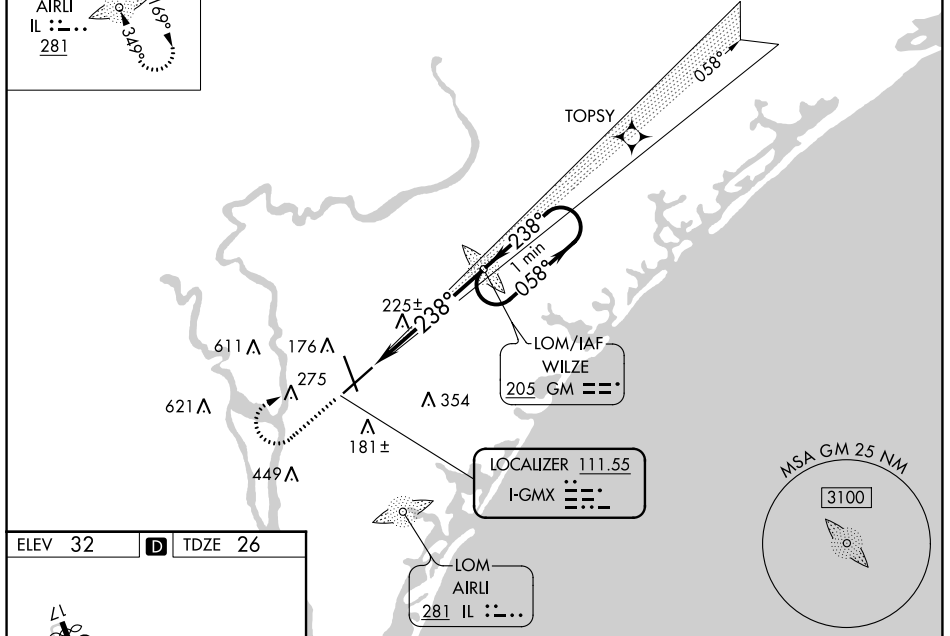 AIRLI
IL
281
349°
169°
058°
TOPSY
238°
1 min
058°
225±
238°
LOM/IAF
WILZE
205 GM
611
176
275
354
621
181±
LOCALIZER 111.55
I-GMX
449
MSA GM 25 NM
3100
ELEV 32 D TDZE 26
LOM
AIRLI
281 IL
17